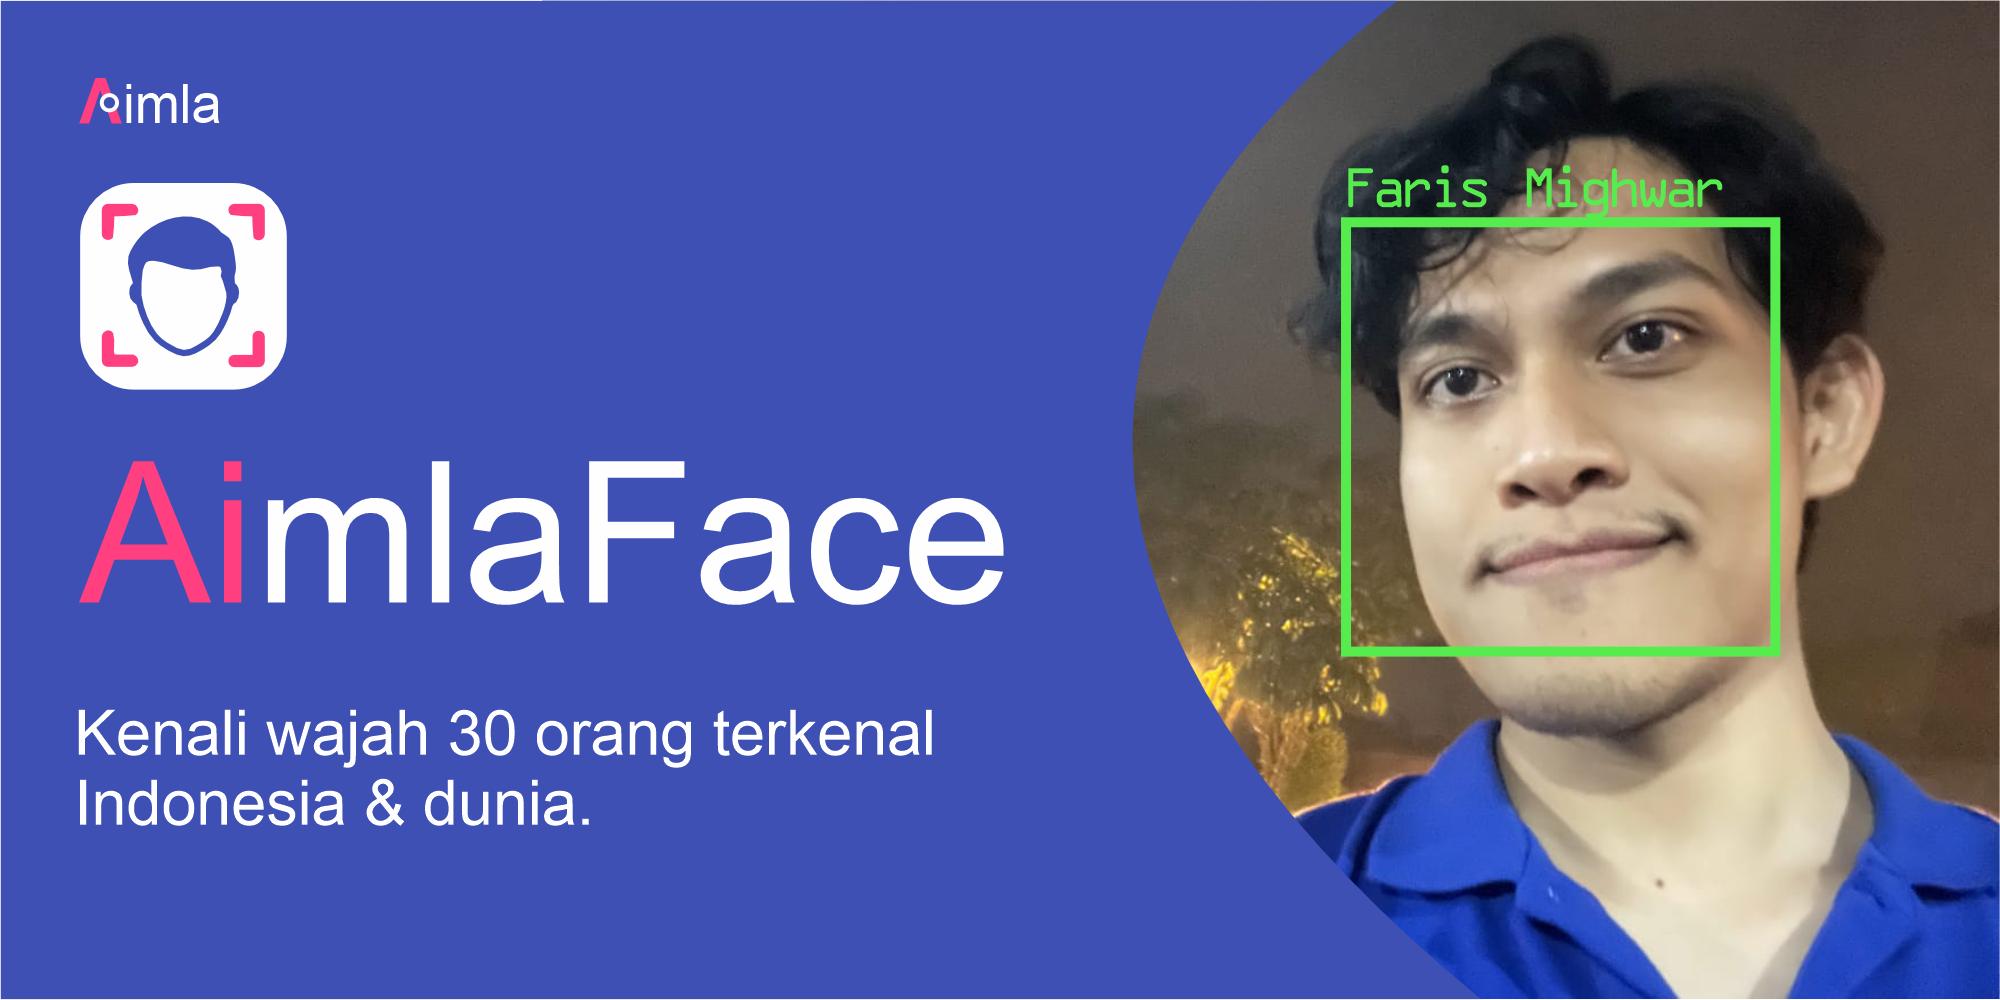 Aimla
AimlaFace
Kenali wajah 30 orang terkenal
Indonesia & dunia.
Faris Mighwar